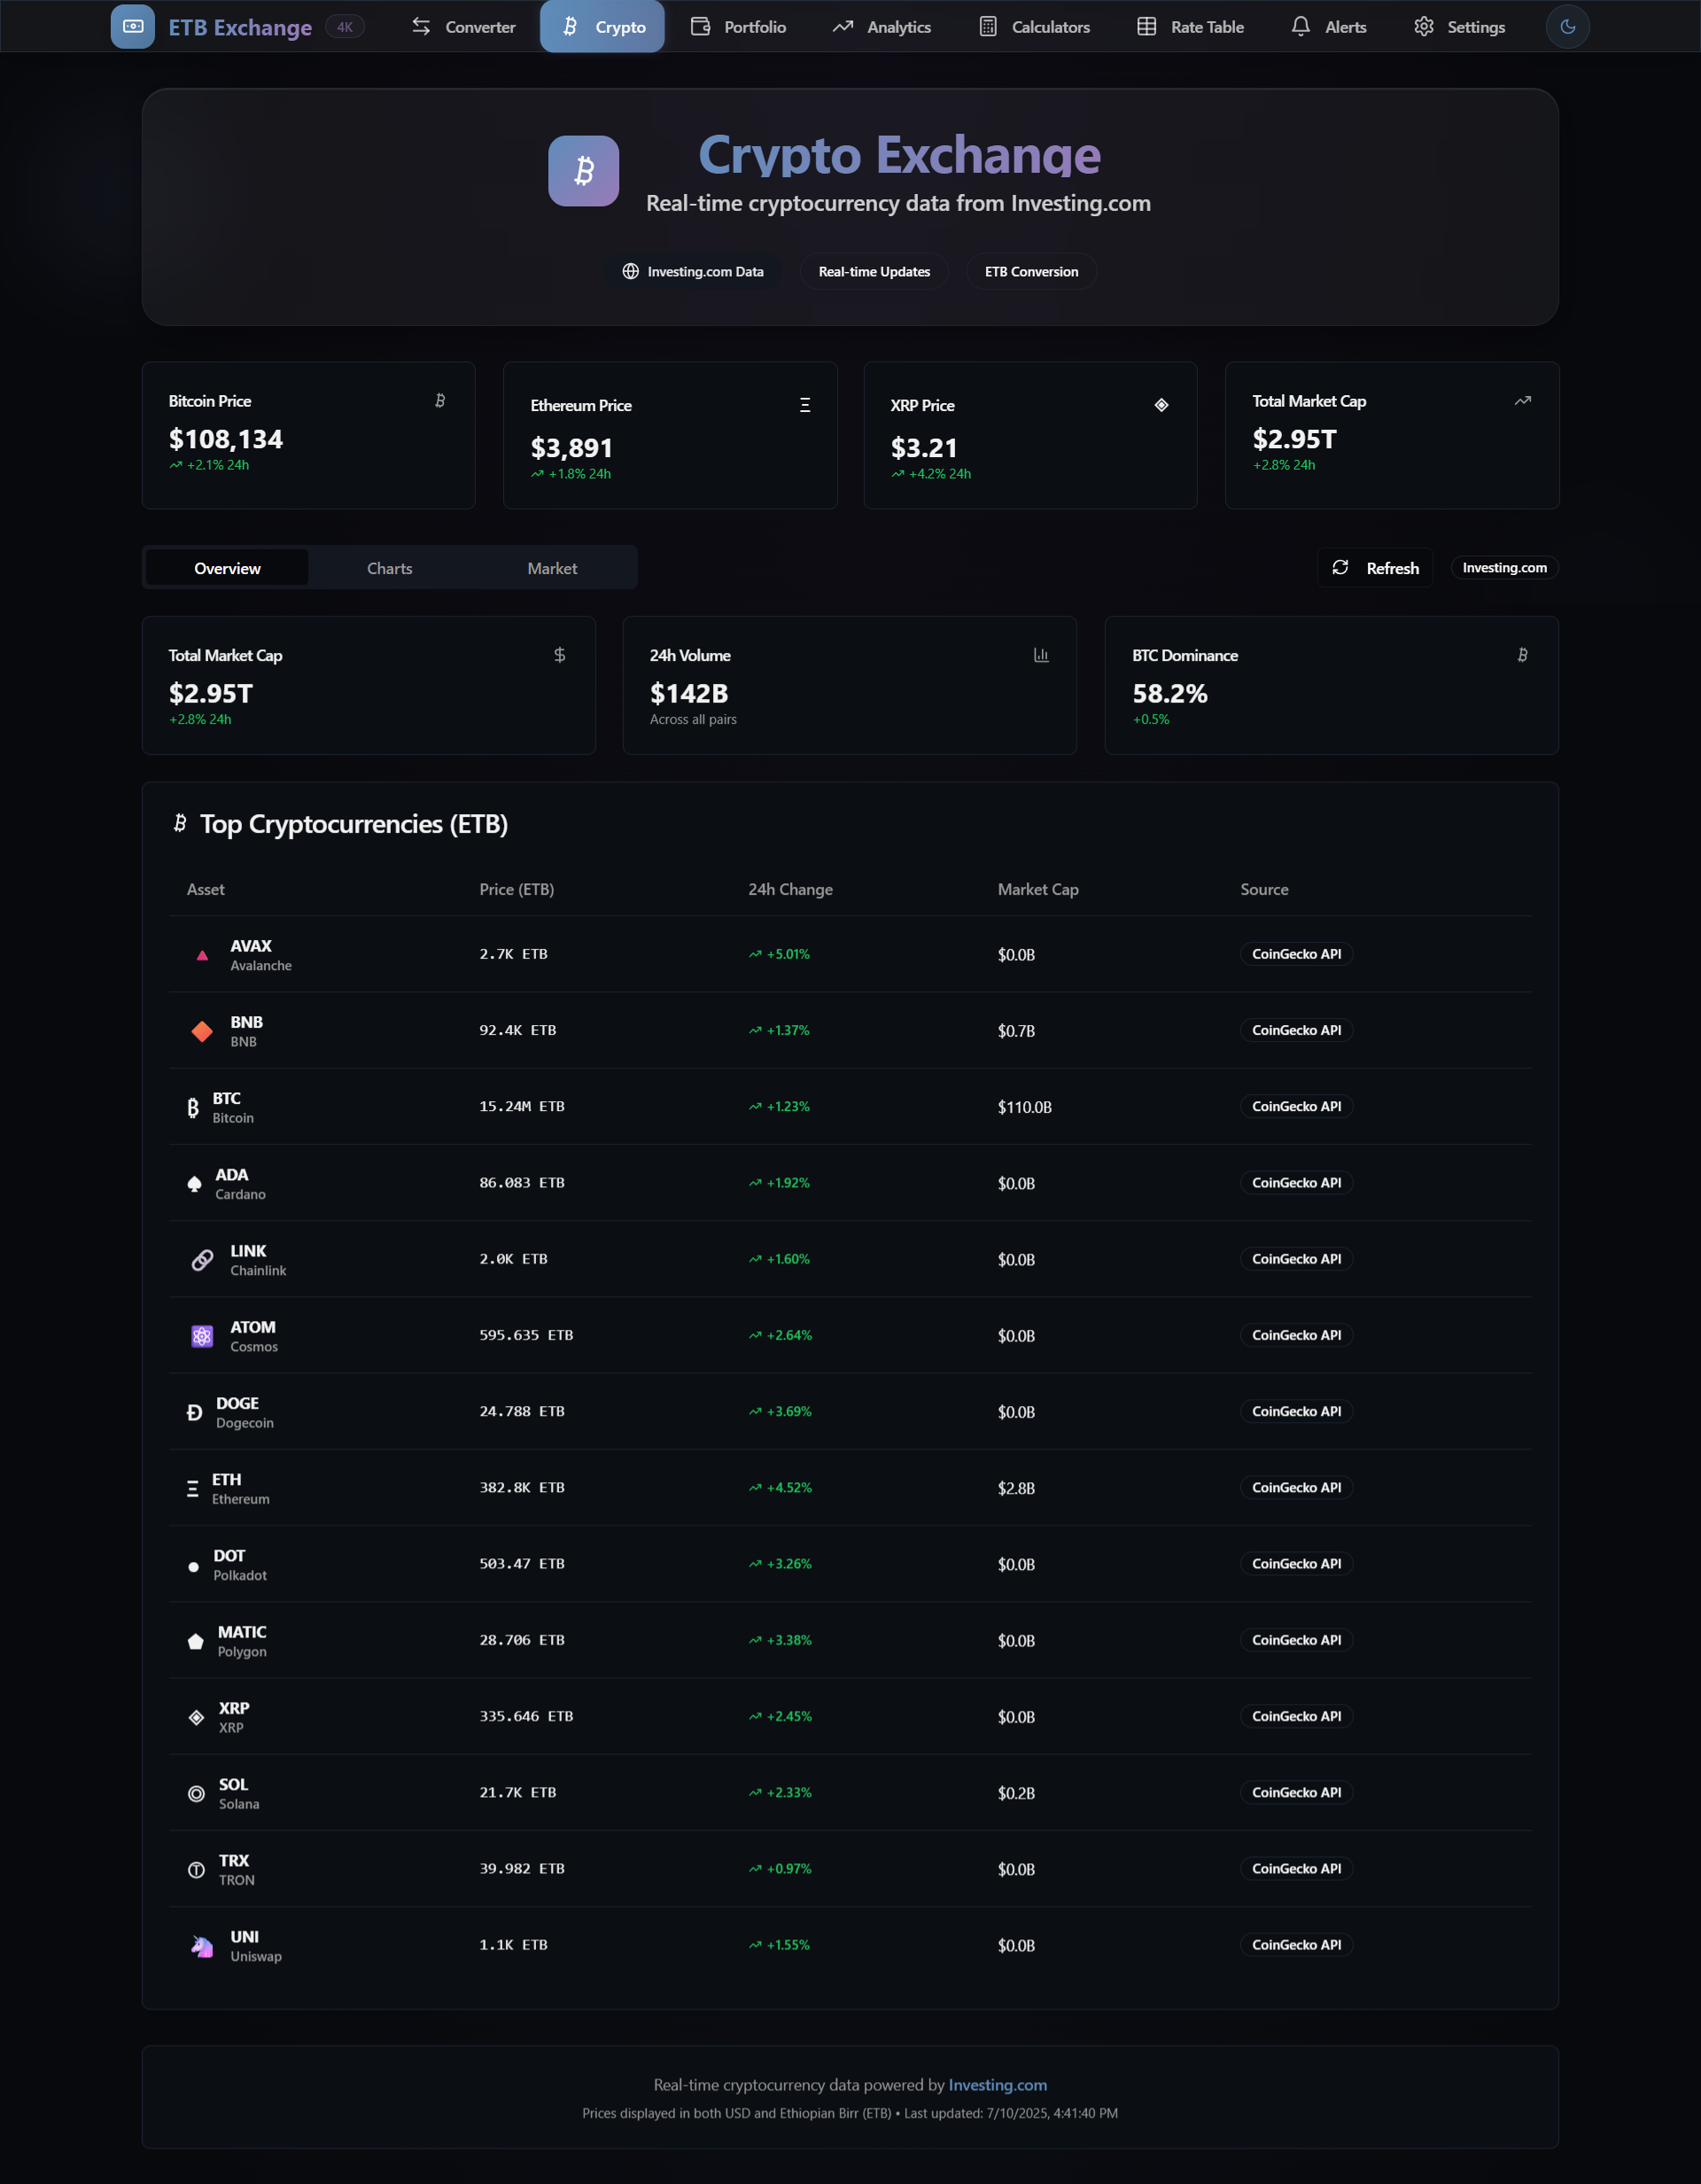 ETB Exchange 4K Converter Crypto Portfolio Analytics Calculators Rate Table Alerts Settings
Crypto Exchange
Real-time cryptocurrency data from Investing.com
Investing.com Data Real-time Updates ETB Conversion
Bitcoin Price
$108,134
+2.1% 24h
Ethereum Price Ξ
$3,891
+1.8% 24h
XRP Price
$3.21
+4.2% 24h
Total Market Cap
$2.95T
+2.8% 24h
Overview Charts Market Refresh Investing.com
Total Market Cap $
$2.95T
+2.8% 24h
24h Volume
$142B
Across all pairs
BTC Dominance
58.2%
+0.5%
Top Cryptocurrencies (ETB)
Asset Price (ETB) 24h Change Market Cap Source
AVAX
Avalanche
2.7K ETB +5.01% $0.0B CoinGecko API
BNB
BNB
92.4K ETB +1.37% $0.7B CoinGecko API
₿ BTC
Bitcoin
15.24M ETB +1.23% $110.0B CoinGecko API
ADA
Cardano
86.083 ETB +1.92% $0.0B CoinGecko API
LINK
Chainlink
2.0K ETB +1.60% $0.0B CoinGecko API
ATOM
Cosmos
595.635 ETB +2.64% $0.0B CoinGecko API
Ð DOGE
Dogecoin
24.788 ETB +3.69% $0.0B CoinGecko API
Ξ ETH
Ethereum
382.8K ETB +4.52% $2.8B CoinGecko API
DOT
Polkadot
503.47 ETB +3.26% $0.0B CoinGecko API
MATIC
Polygon
28.706 ETB +3.38% $0.0B CoinGecko API
XRP
XRP
335.646 ETB +2.45% $0.0B CoinGecko API
SOL
Solana
21.7K ETB +2.33% $0.2B CoinGecko API
Ⓣ TRX
TRON
39.982 ETB +0.97% $0.0B CoinGecko API
UNI
Uniswap
1.1K ETB +1.55% $0.0B CoinGecko API
Real-time cryptocurrency data powered by Investing.com
Prices displayed in both USD and Ethiopian Birr (ETB) • Last updated: 7/10/2025, 4:41:40 PM